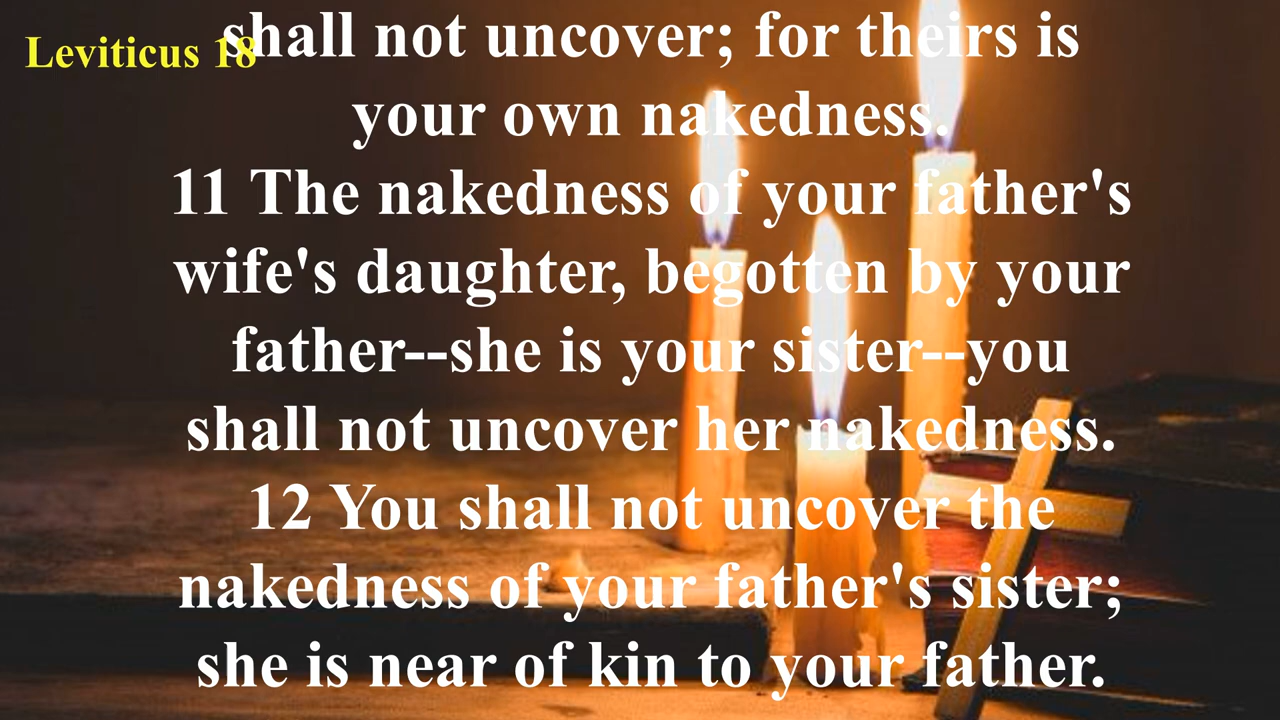 Leviticus 18
shall not uncover; for theirs is
your own nakedness.
11 The nakedness of your father's
wife's daughter, begotten by your
father--she is your sister--you
shall not uncover her nakedness.
12 You shall not uncover the
nakedness of your father's sister;
she is near of kin to your father.